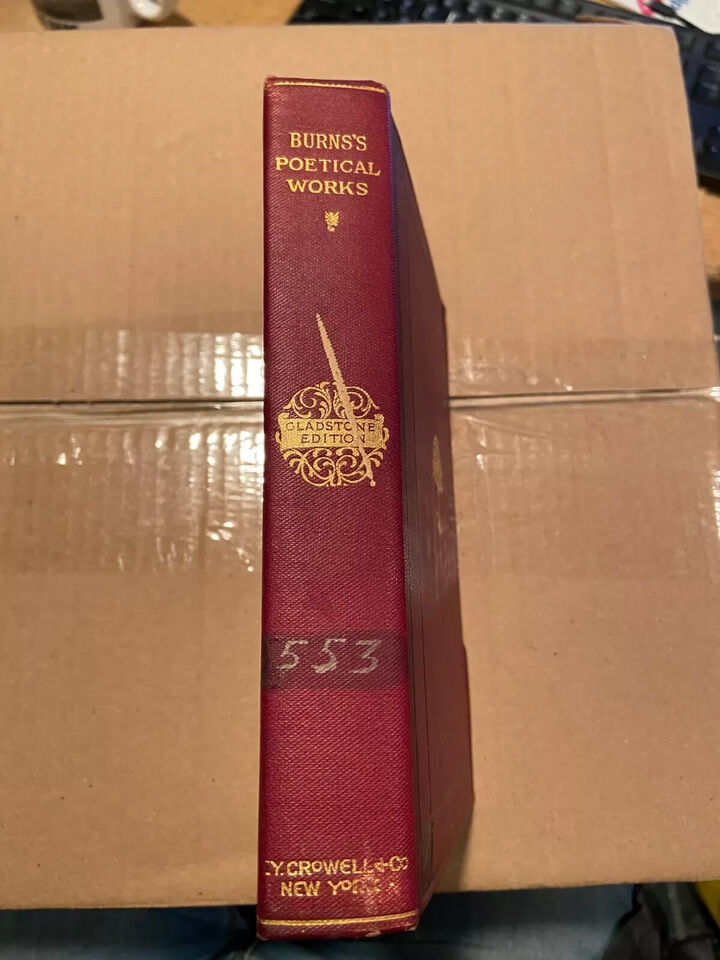 BURNS'S
POETICAL
WORKS
GLADSTONE
EDITION
553
.Y. CROWELL & CO
NEW YORK